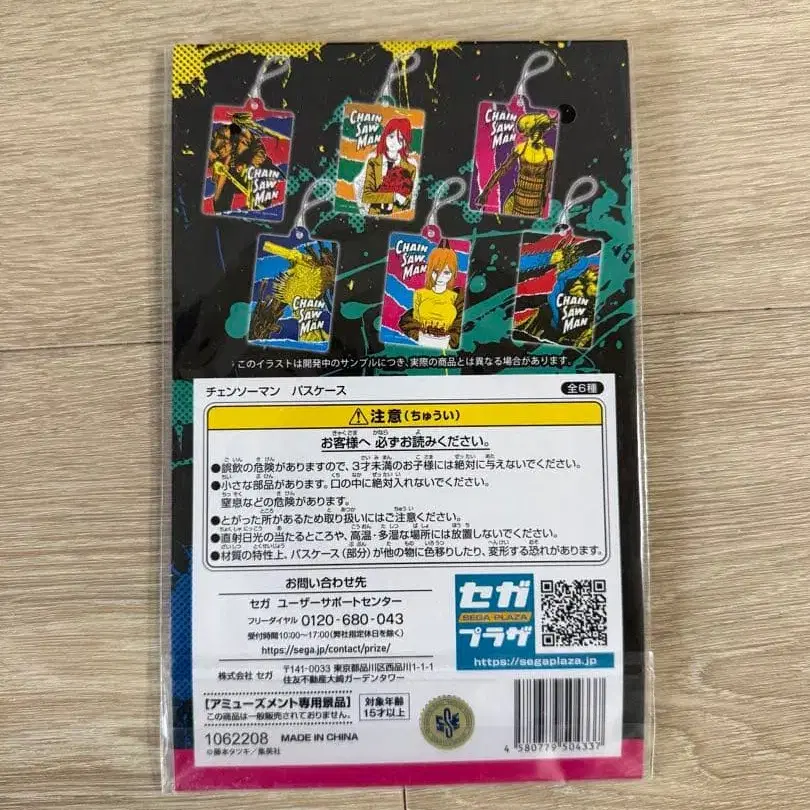 CHAIN SAW MAN
CHAIN SAW MAN
CHAIN SAW MAN
CHAIN SAW MAN
CHAIN SAW MAN
CHAIN SAW MAN
このイラストは開発中のサンプルにつき、実際の商品とは異なる場合があります。
チェンソーマン パスケース
全6種
注意(ちゅうい)
お客様へ 必ずお読みください。
●誤飲の危険がありますので、3才未満のお子様には絶対に与えないでください。
●小さな部品があります。口の中に絶対入れないでください。
窒息などの危険があります。
●とがった所があるため取り扱いにはご注意ください。
●直射日光の当たるところや、高温・多湿な場所には放置しないでください。
●材質の特性上、パスケース(部分)が他の物に色移りしたり、変形する恐れがあります。
お問い合わせ先
セガ ユーザーサポートセンター
フリーダイヤル 0120-680-043
受付時間10:00~17:00(弊社指定休日を除く)
https://sega.jp/contact/prize/
株式会社 セガ 〒141-0033 東京都品川区西品川1-1-1
住友不動産大崎ガーデンタワー
セガ
SEGA PLAZA
プラザ
https://segaplaza.jp
[アミューズメント専用景品]
この商品は一般販売されておりません。
対象年齢
15才以上
1062208 MADE IN CHINA
©藤本タツキ/集英社
4 580779 504337